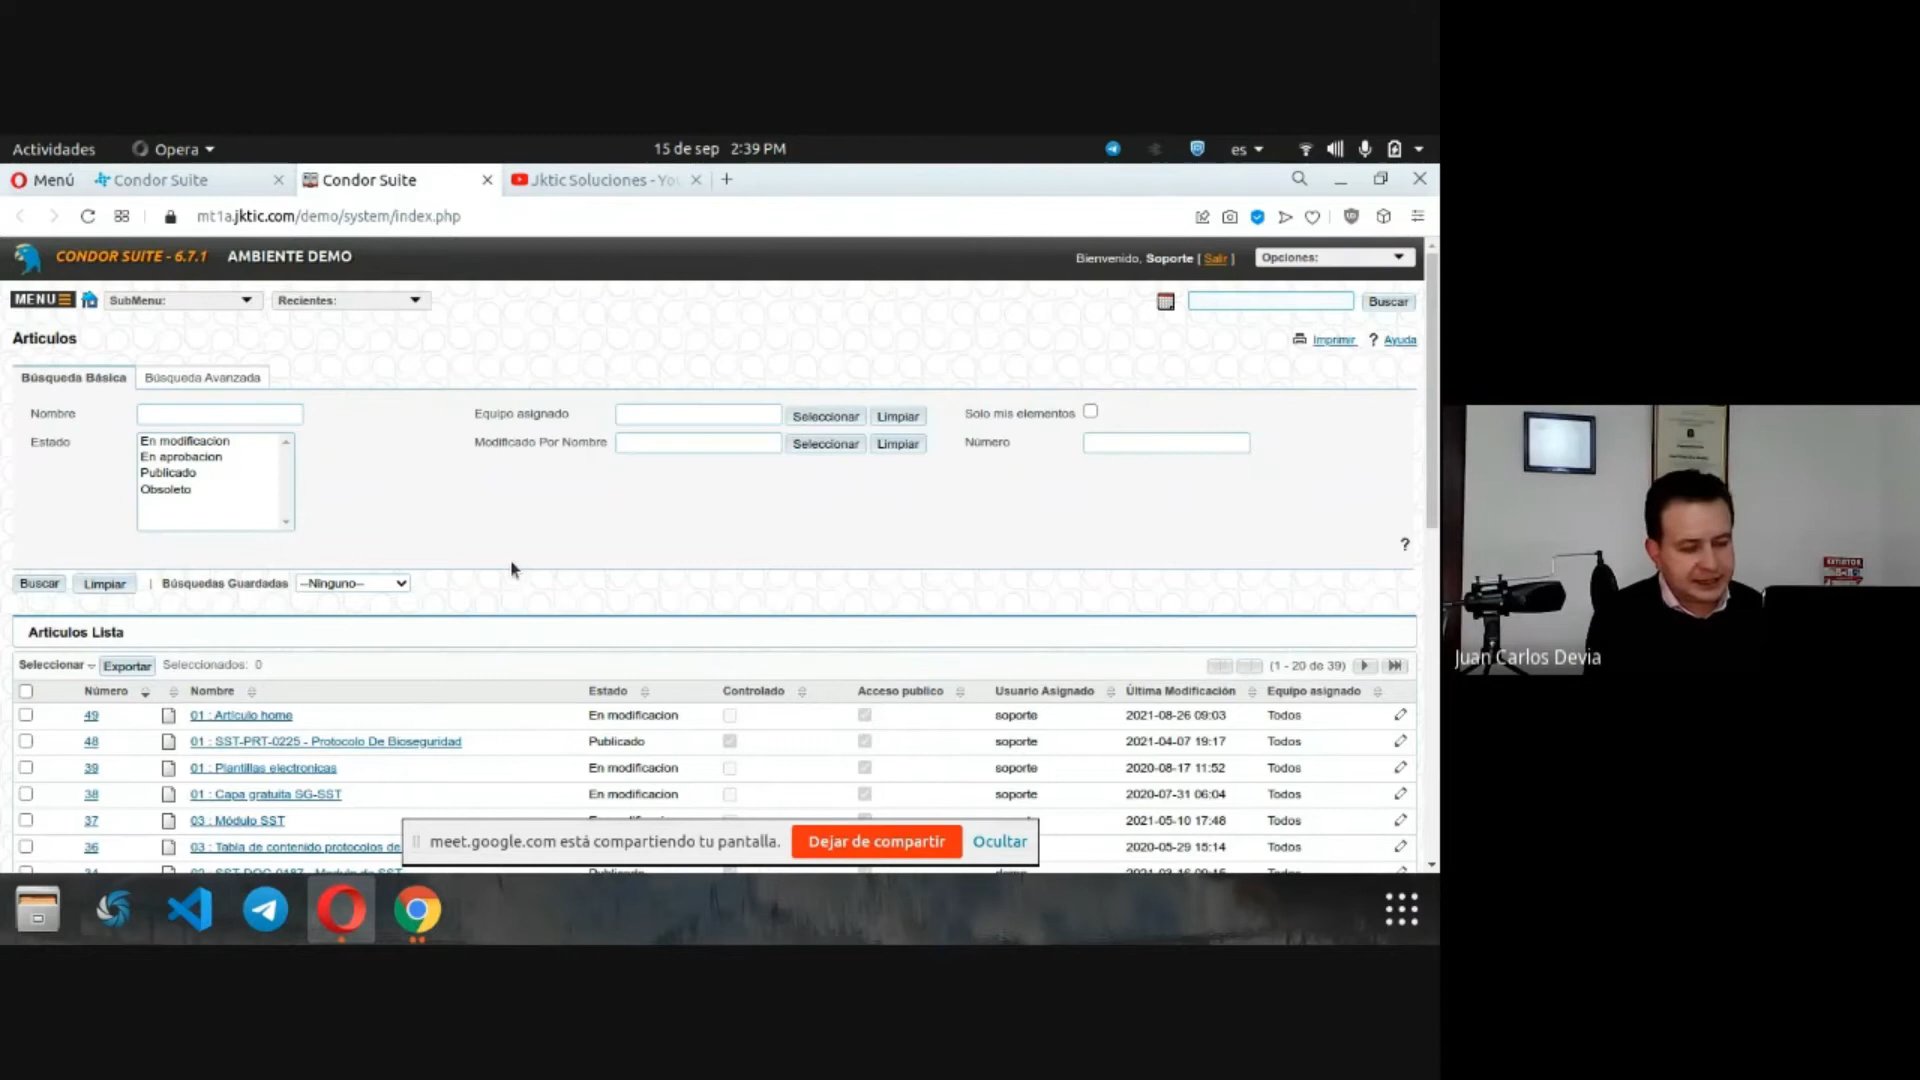 Actividades Opera 15 de sep 2:39 PM es
Menú Condor Suite Condor Suite Jktic Soluciones - You
mt1a.jktic.com/demo/system/index.php
CONDOR SUITE - 6.7.1 AMBIENTE DEMO Bienvenido, Soporte [ Salir ] Opciones:
MENU SubMenu: Recientes: Buscar
Articulos Imprimir ? Ayuda
Búsqueda Básica Búsqueda Avanzada
Nombre Equipo asignado Seleccionar Limpiar Solo mis elementos
Estado En modificacion Modificado Por Nombre Seleccionar Limpiar Número
En aprobacion
Publicado
Obsoleto
?
Buscar Limpiar | Búsquedas Guardadas --Ninguno--
Articulos Lista
Seleccionar Exportar Seleccionados: 0 (1 - 20 de 39)
Número Nombre Estado Controlado Acceso publico Usuario Asignado Última Modificación Equipo asignado
49 01 : Articulo home En modificacion soporte 2021-08-26 09:03 Todos
48 01 : SST-PRT-0225 - Protocolo De Bioseguridad Publicado soporte 2021-04-07 19:17 Todos
39 01 : Plantillas electronicas En modificacion soporte 2020-08-17 11:52 Todos
38 01 : Capa gratuita SG-SST En modificacion soporte 2020-07-31 06:04 Todos
37 03 : Módulo SST 2021-05-10 17:48 Todos
36 03 : Tabla de contenido protocolos de 2020-05-29 15:14 Todos
meet.google.com está compartiendo tu pantalla. Dejar de compartir Ocultar
Juan Carlos Devia